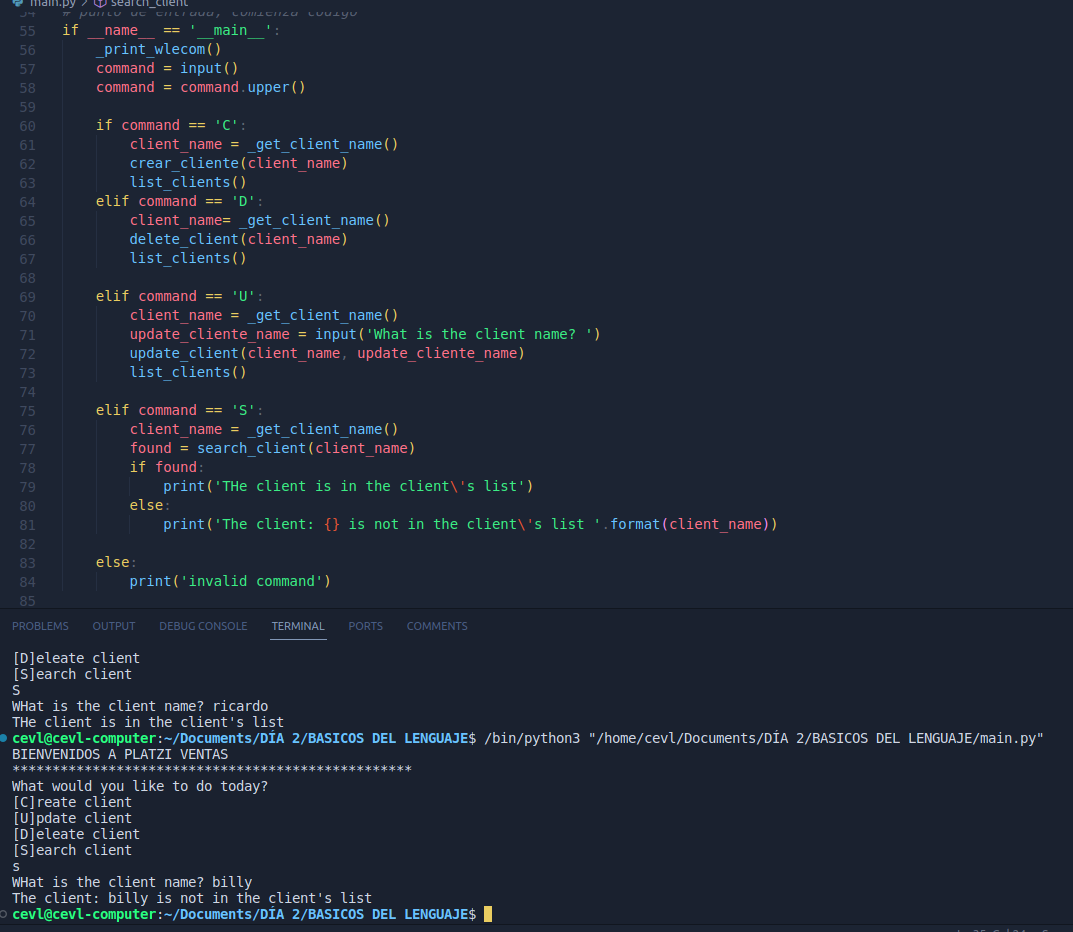 main.py > search_client
54 # punto de entrada, comienza codigo
55 if __name__ == '__main__':
56 _print_wlecom()
57 command = input()
58 command = command.upper()
59
60 if command == 'C':
61 client_name = _get_client_name()
62 crear_cliente(client_name)
63 list_clients()
64 elif command == 'D':
65 client_name= _get_client_name()
66 delete_client(client_name)
67 list_clients()
68
69 elif command == 'U':
70 client_name = _get_client_name()
71 update_cliente_name = input('What is the client name? ')
72 update_client(client_name, update_cliente_name)
73 list_clients()
74
75 elif command == 'S':
76 client_name = _get_client_name()
77 found = search_client(client_name)
78 if found:
79 print('THe client is in the client\'s list')
80 else:
81 print('The client: {} is not in the client\'s list '.format(client_name))
82
83 else:
84 print('invalid command')
85
PROBLEMS OUTPUT DEBUG CONSOLE TERMINAL PORTS COMMENTS
[D]eleate client
[S]earch client
S
WHat is the client name? ricardo
THe client is in the client's list
cevl@cevl-computer:~/Documents/DÍA 2/BASICOS DEL LENGUAJE$ /bin/python3 "/home/cevl/Documents/DÍA 2/BASICOS DEL LENGUAJE/main.py"
BIENVENIDOS A PLATZI VENTAS
**************************************************
What would you like to do today?
[C]reate client
[U]pdate client
[D]eleate client
[S]earch client
s
WHat is the client name? billy
The client: billy is not in the client's list
cevl@cevl-computer:~/Documents/DÍA 2/BASICOS DEL LENGUAJE$